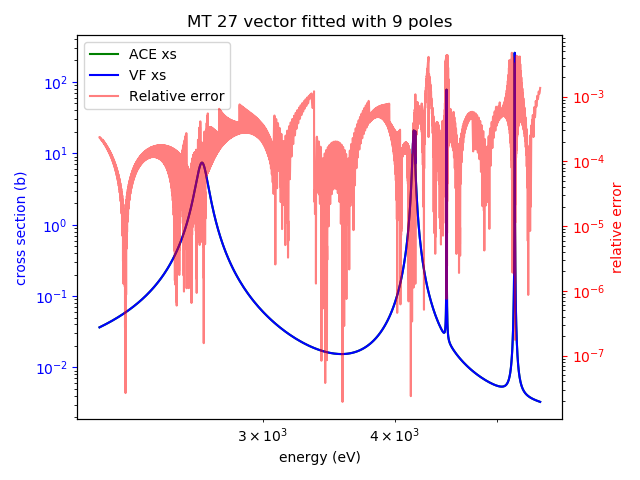 MT 27 vector fitted with 9 poles
ACE xs
VF xs
Relative error
cross section (b)
10²
10¹
10⁰
10⁻¹
10⁻²
relative error
10⁻³
10⁻⁴
10⁻⁵
10⁻⁶
10⁻⁷
3 × 10³
4 × 10³
energy (eV)